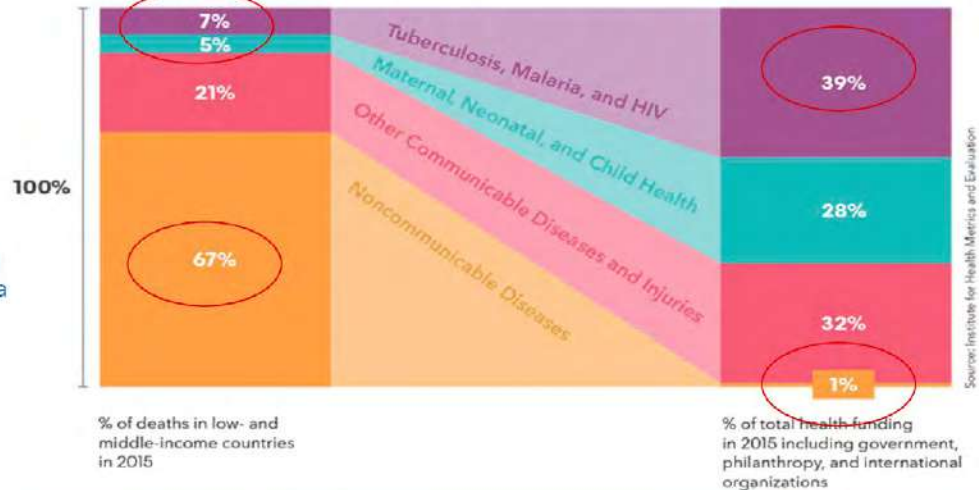 7%
5%
21%
67%
100%
a
Tuberculosis, Malaria, and HIV
Maternal, Neonatal, and Child Health
Other Communicable Diseases and Injuries
Noncommunicable Diseases
39%
28%
32%
1%
% of deaths in low- and
middle-income countries
in 2015
% of total health funding
in 2015 including government,
philanthropy, and international
organizations
Source: Institute for Health Metrics and Evaluation